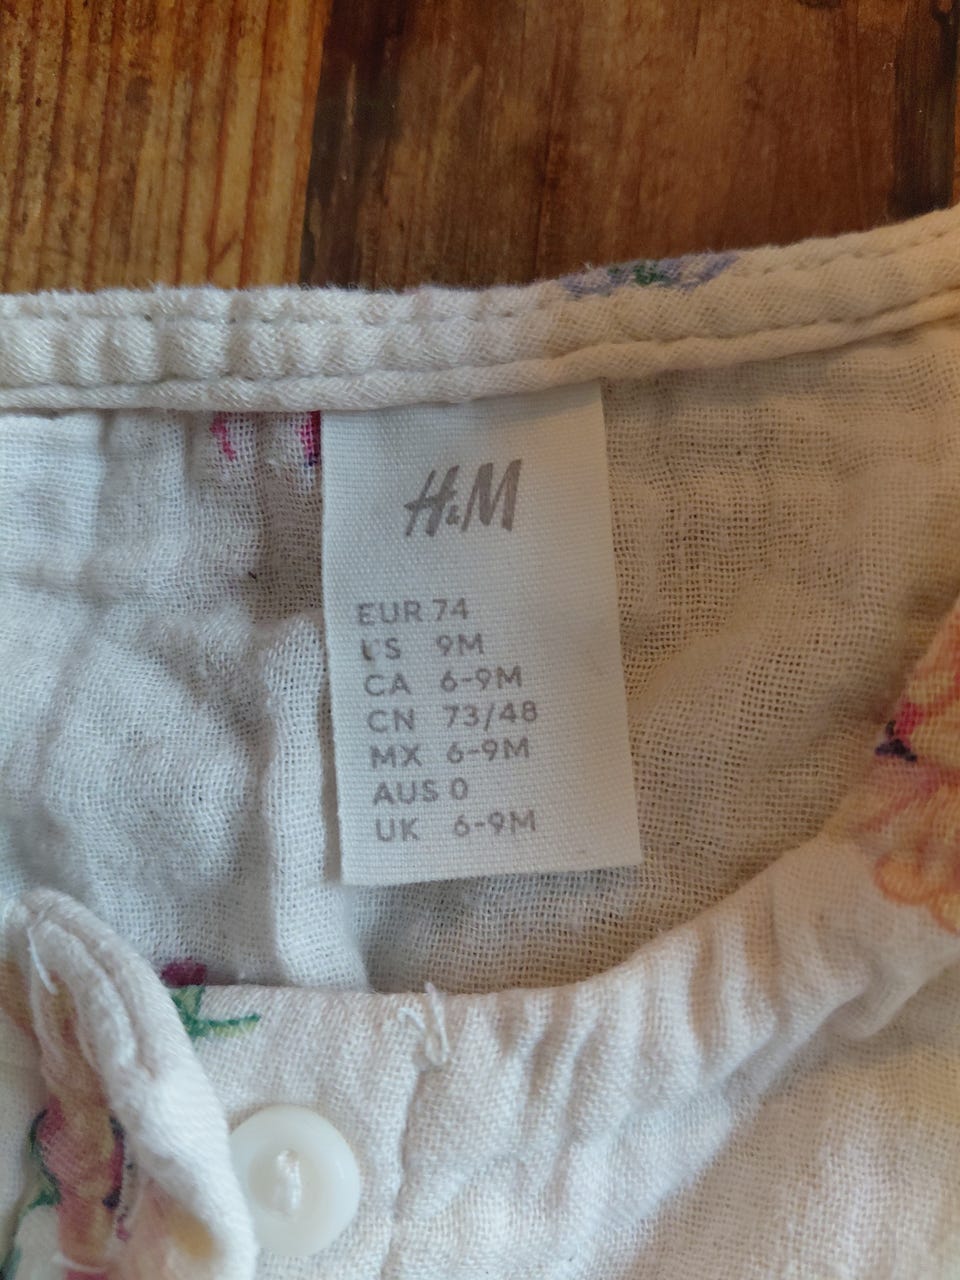 H&M
EUR 74
US 9M
CA 6-9M
CN 73/48
MX 6-9M
AUS 0
UK 6-9M